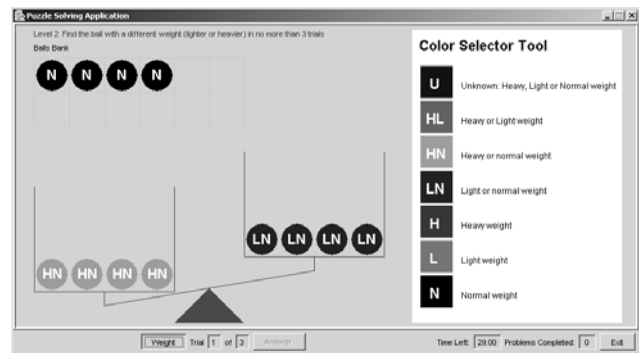 Puzzle Solving Application
Level 2: Find the ball with a different weight (lighter or heavier) in no more than 3 trials
Balls Bank
N N N N
LN LN LN LN
HN HN HN HN
Color Selector Tool
U Unknown: Heavy, Light or Normal weight
HL Heavy or Light weight
HN Heavy or normal weight
LN Light or normal weight
H Heavy weight
L Light weight
N Normal weight
Weight Trial 1 of 3 Answer Time Left: 29:00 Problems Completed: 0 Exit